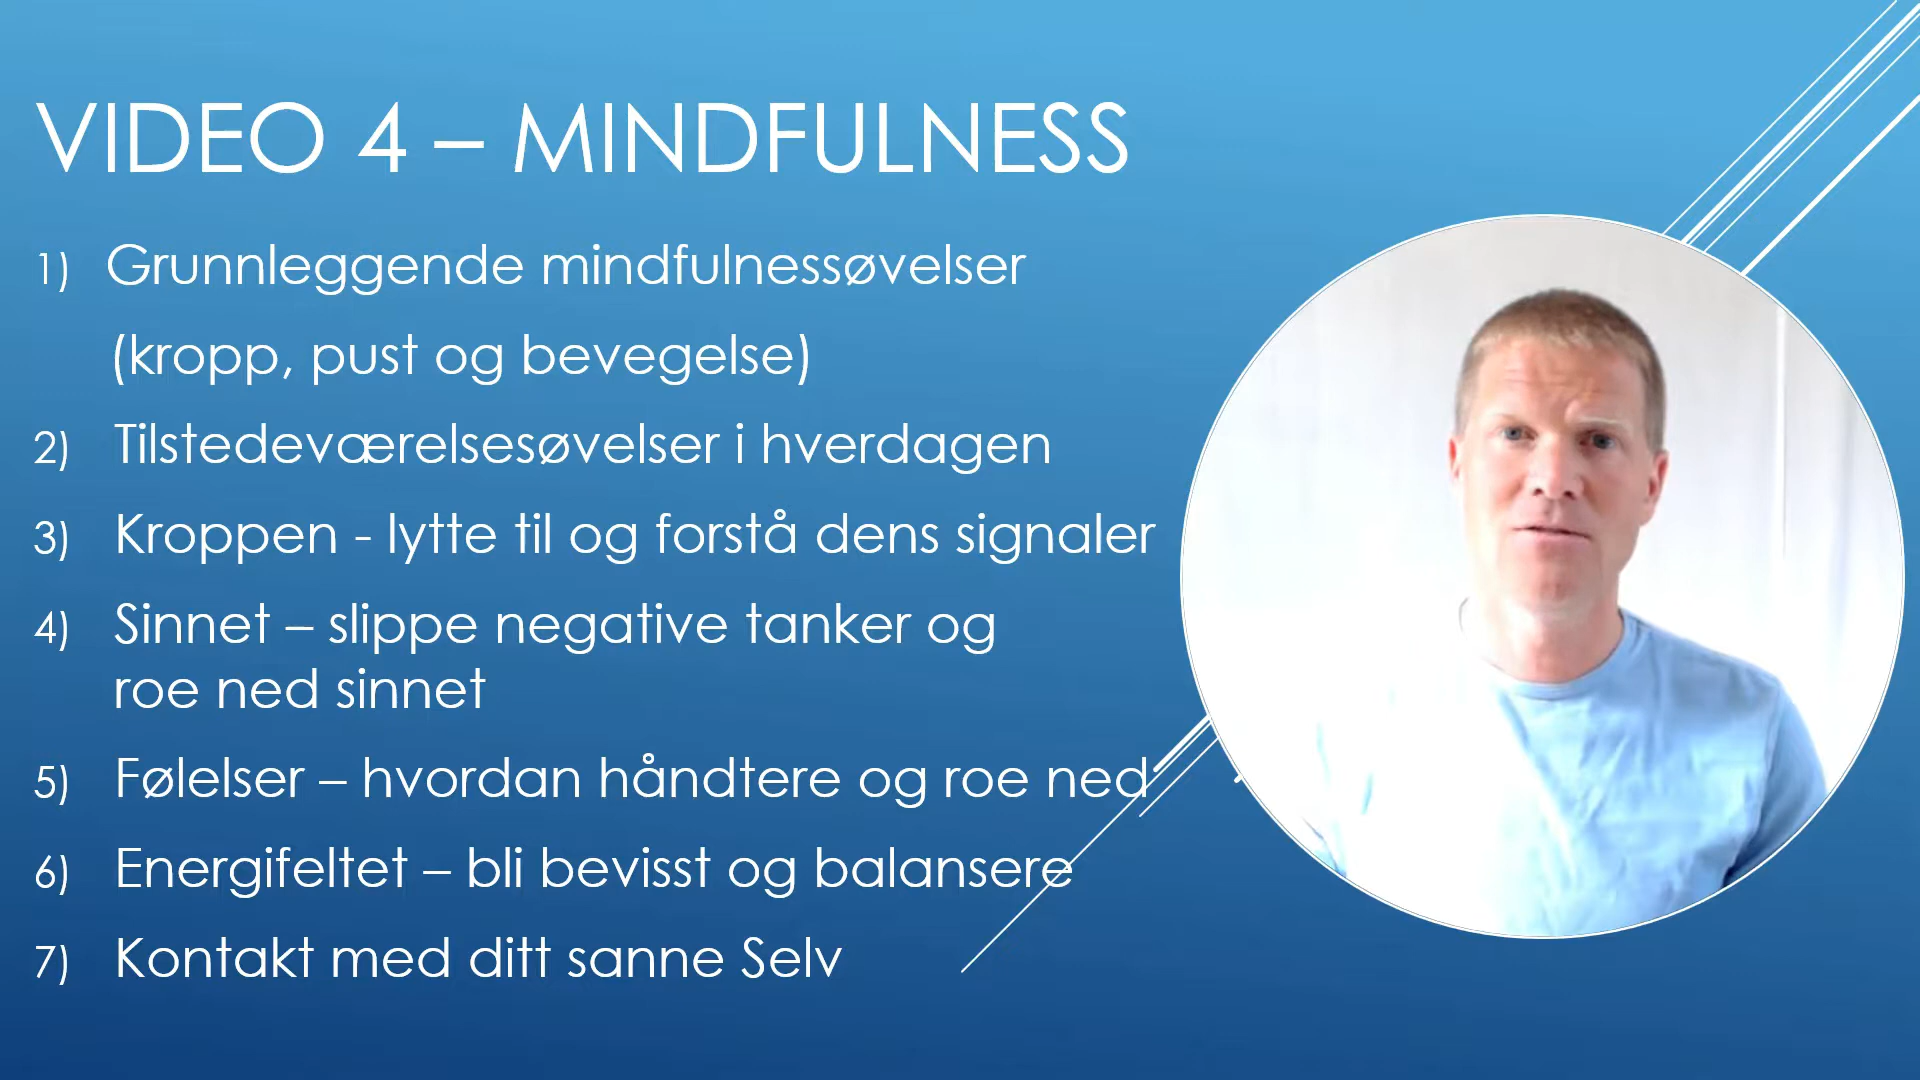 VIDEO 4 – MINDFULNESS
1) Grunnleggende mindfulnessøvelser
(kropp, pust og bevegelse)
2) Tilstedeværelsesøvelser i hverdagen
3) Kroppen - lytte til og forstå dens signaler
4) Sinnet – slippe negative tanker og
roe ned sinnet
5) Følelser – hvordan håndtere og roe ned
6) Energifeltet – bli bevisst og balansere
7) Kontakt med ditt sanne Selv